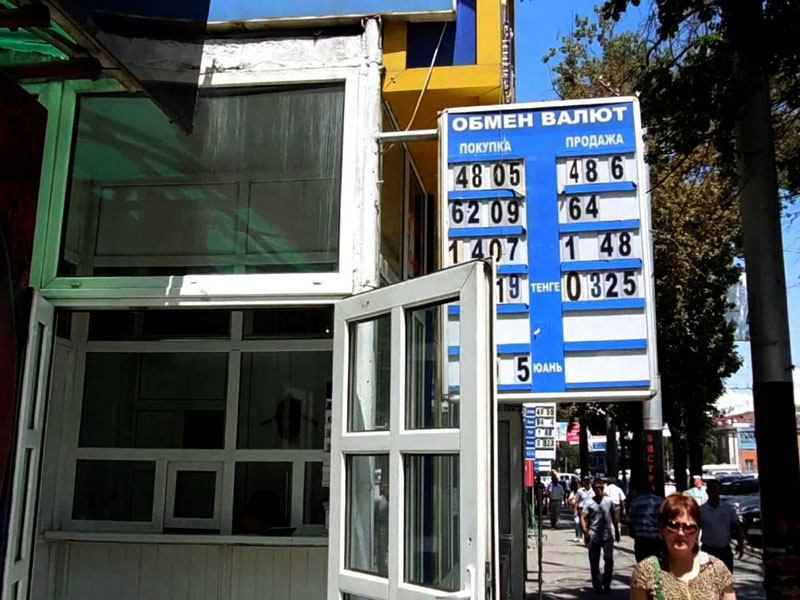 ОБМЕН ВАЛЮТ
ПОКУПКА ПРОДАЖА
48 05 48 6
62 09 64
1 407 1 48
19 ТЕНГЕ 0 325
5 ЮАНЬ